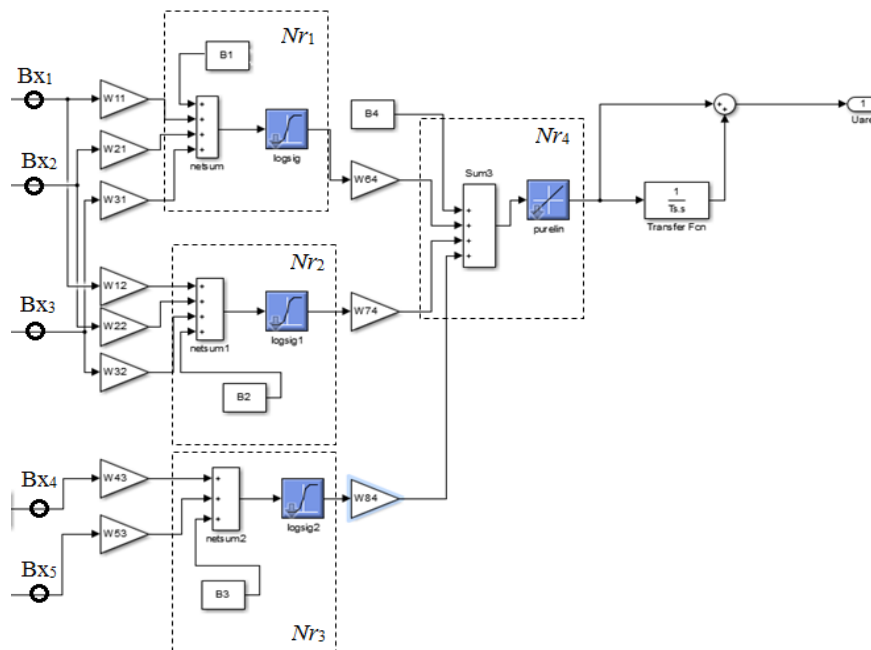 Nr1
B1
Bx1
W11
netsum
logsig
Bx2
W21
W31
B4
W64
Nr4
Sum3
purelin
1
Ts.s
Transfer Fcn
1
Uare
Nr2
W12
Bx3
W22
W32
netsum1
logsig1
B2
W74
Bx4
W43
Bx5
W53
netsum2
logsig2
B3
W84
Nr3